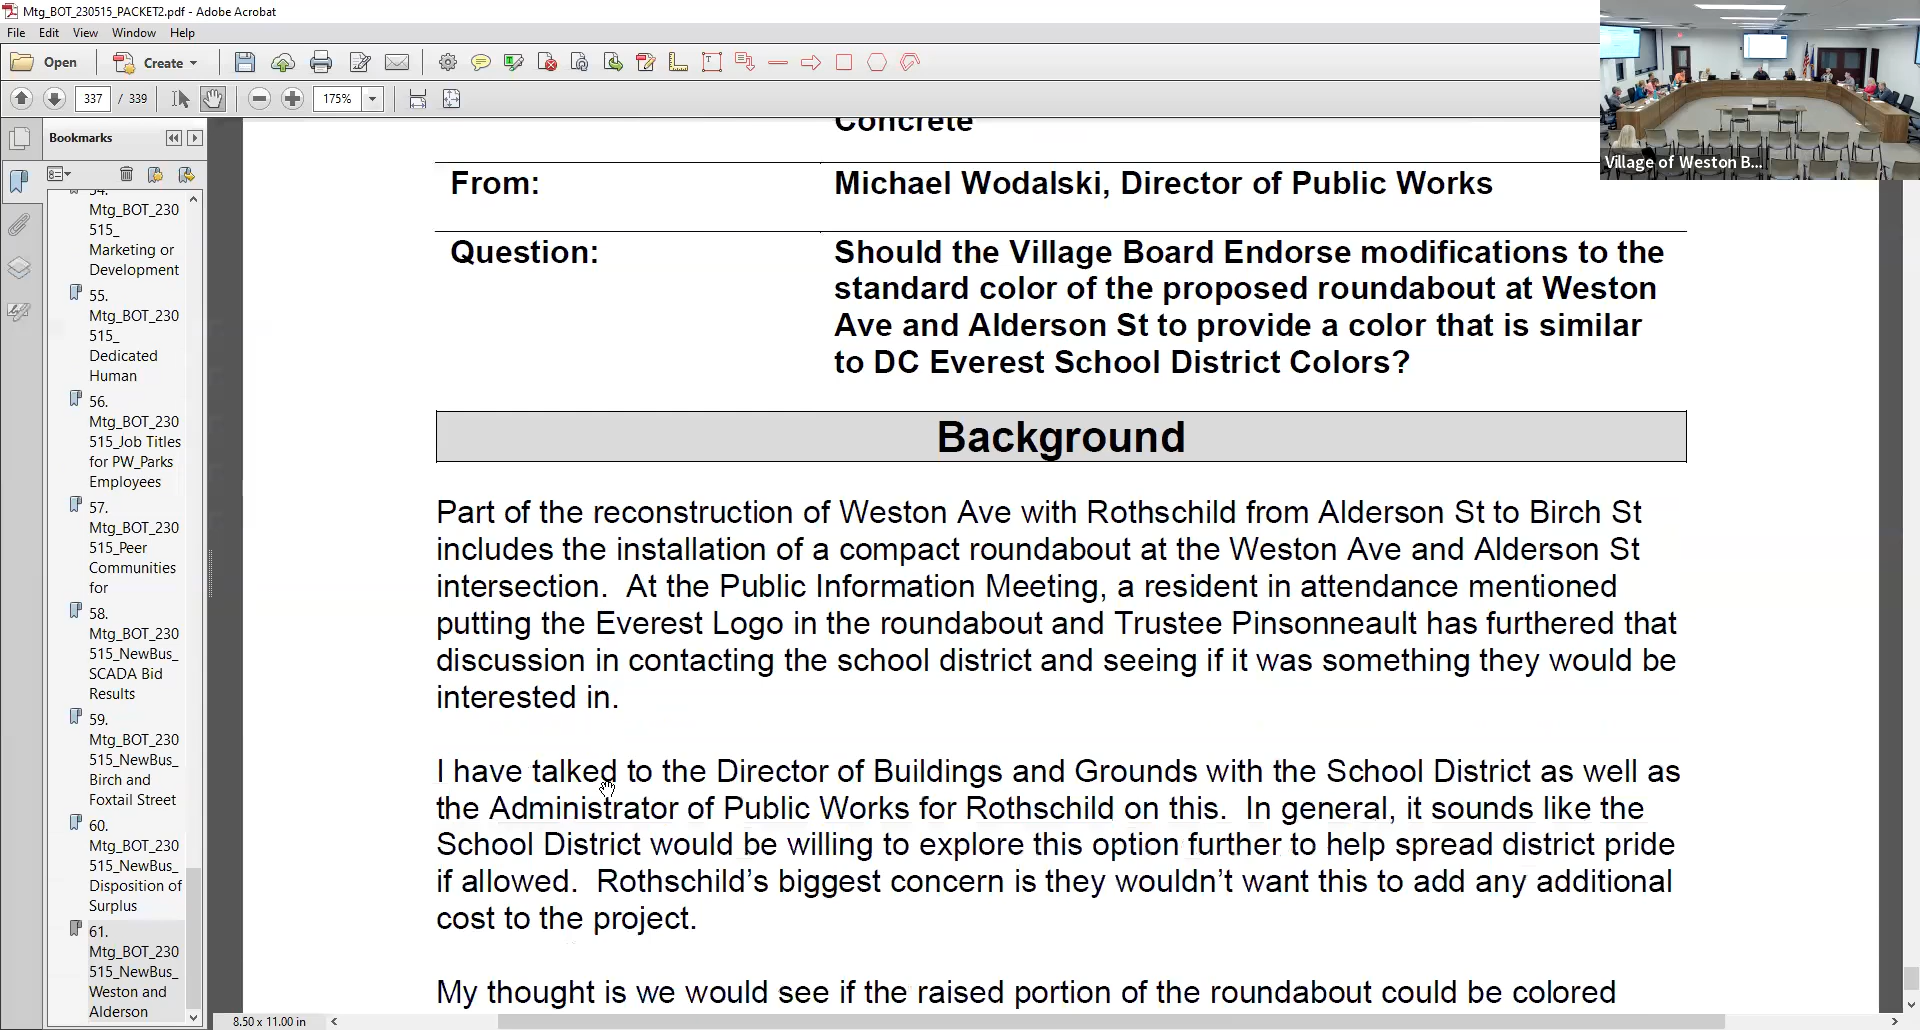 Mtg_BOT_230515_PACKET2.pdf - Adobe Acrobat
File Edit View Window Help
Open
Create
337 / 339
175%
Bookmarks
54.
Mtg_BOT_230
515_
Marketing or
Development
55.
Mtg_BOT_230
515_
Dedicated
Human
56.
Mtg_BOT_230
515_Job Titles
for PW_Parks
Employees
57.
Mtg_BOT_230
515_Peer
Communities
for
58.
Mtg_BOT_230
515_NewBus_
SCADA Bid
Results
59.
Mtg_BOT_230
515_NewBus_
Birch and
Foxtail Street
60.
Mtg_BOT_230
515_NewBus_
Disposition of
Surplus
61.
Mtg_BOT_230
515_NewBus_
Weston and
Alderson
Concrete
From: Michael Wodalski, Director of Public Works
Question: Should the Village Board Endorse modifications to the
standard color of the proposed roundabout at Weston
Ave and Alderson St to provide a color that is similar
to DC Everest School District Colors?
Background
Part of the reconstruction of Weston Ave with Rothschild from Alderson St to Birch St
includes the installation of a compact roundabout at the Weston Ave and Alderson St
intersection. At the Public Information Meeting, a resident in attendance mentioned
putting the Everest Logo in the roundabout and Trustee Pinsonneault has furthered that
discussion in contacting the school district and seeing if it was something they would be
interested in.
I have talked to the Director of Buildings and Grounds with the School District as well as
the Administrator of Public Works for Rothschild on this. In general, it sounds like the
School District would be willing to explore this option further to help spread district pride
if allowed. Rothschild's biggest concern is they wouldn't want this to add any additional
cost to the project.
My thought is we would see if the raised portion of the roundabout could be colored
8.50 x 11.00 in
Village of Weston B...